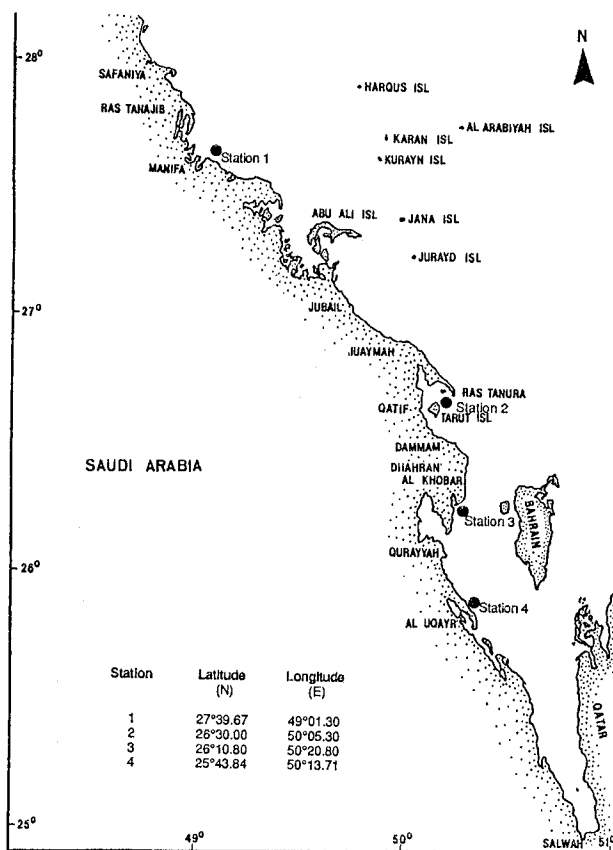 N
28°
SAFANIYA
HARQUS ISL
RAS TANAJIB
AL ARABIYAH ISL
KARAN ISL
Station 1
KURAYN ISL
MANIFA
ABU ALI ISL
JANA ISL
JURAYD ISL
27°
JUBAIL
JUAYMAH
RAS TANURA
QATIF
Station 2
TARUT ISL
DAMMAM
SAUDI ARABIA
DHAHRAN
AL KHOBAR
Station 3
BAHRAIN
QURAYYAH
26°
Station 4
AL UQAYR
QATAR
Station Latitude Longitude
(N) (E)
1 27°39.67 49°01.30
2 26°30.00 50°05.30
3 26°10.80 50°20.80
4 25°43.84 50°13.71
25°
49°
50°
SALWAH
51°